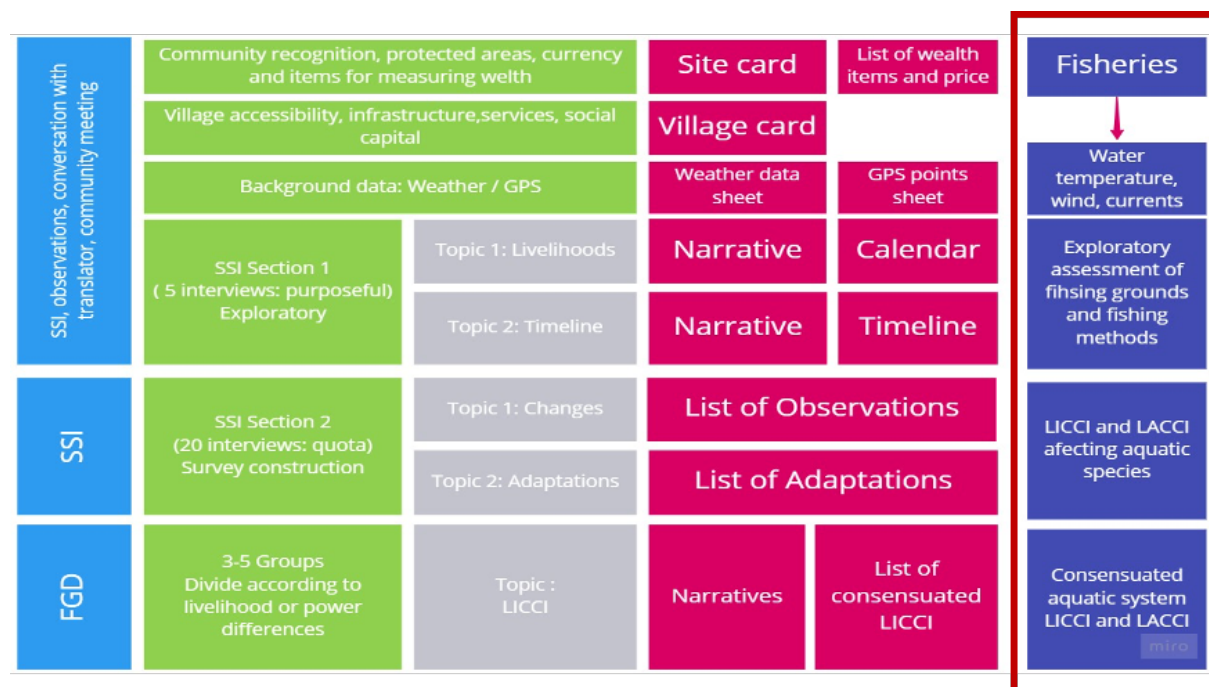 SSI, observations, conversation with
translator, community meeting
Community recognition, protected areas, currency
and items for measuring welth
Site card
List of wealth
items and price
Village accessibility, infrastructure,services, social
capital
Village card
Background data: Weather / GPS
Weather data
sheet
GPS points
sheet
SSI Section 1
( 5 interviews: purposeful)
Exploratory
Topic 1: Livelihoods
Narrative
Calendar
Topic 2: Timeline
Narrative
Timeline
SSI
SSI Section 2
(20 interviews: quota)
Survey construction
Topic 1: Changes
List of Observations
Topic 2: Adaptations
List of Adaptations
FGD
3-5 Groups
Divide according to
livelihood or power
differences
Topic :
LICCI
Narratives
List of
consensuated
LICCI
Fisheries
Water
temperature,
wind, currents
Exploratory
assessment of
fihsing grounds
and fishing
methods
LICCI and LACCI
afecting aquatic
species
Consensuated
aquatic system
LICCI and LACCI
miro